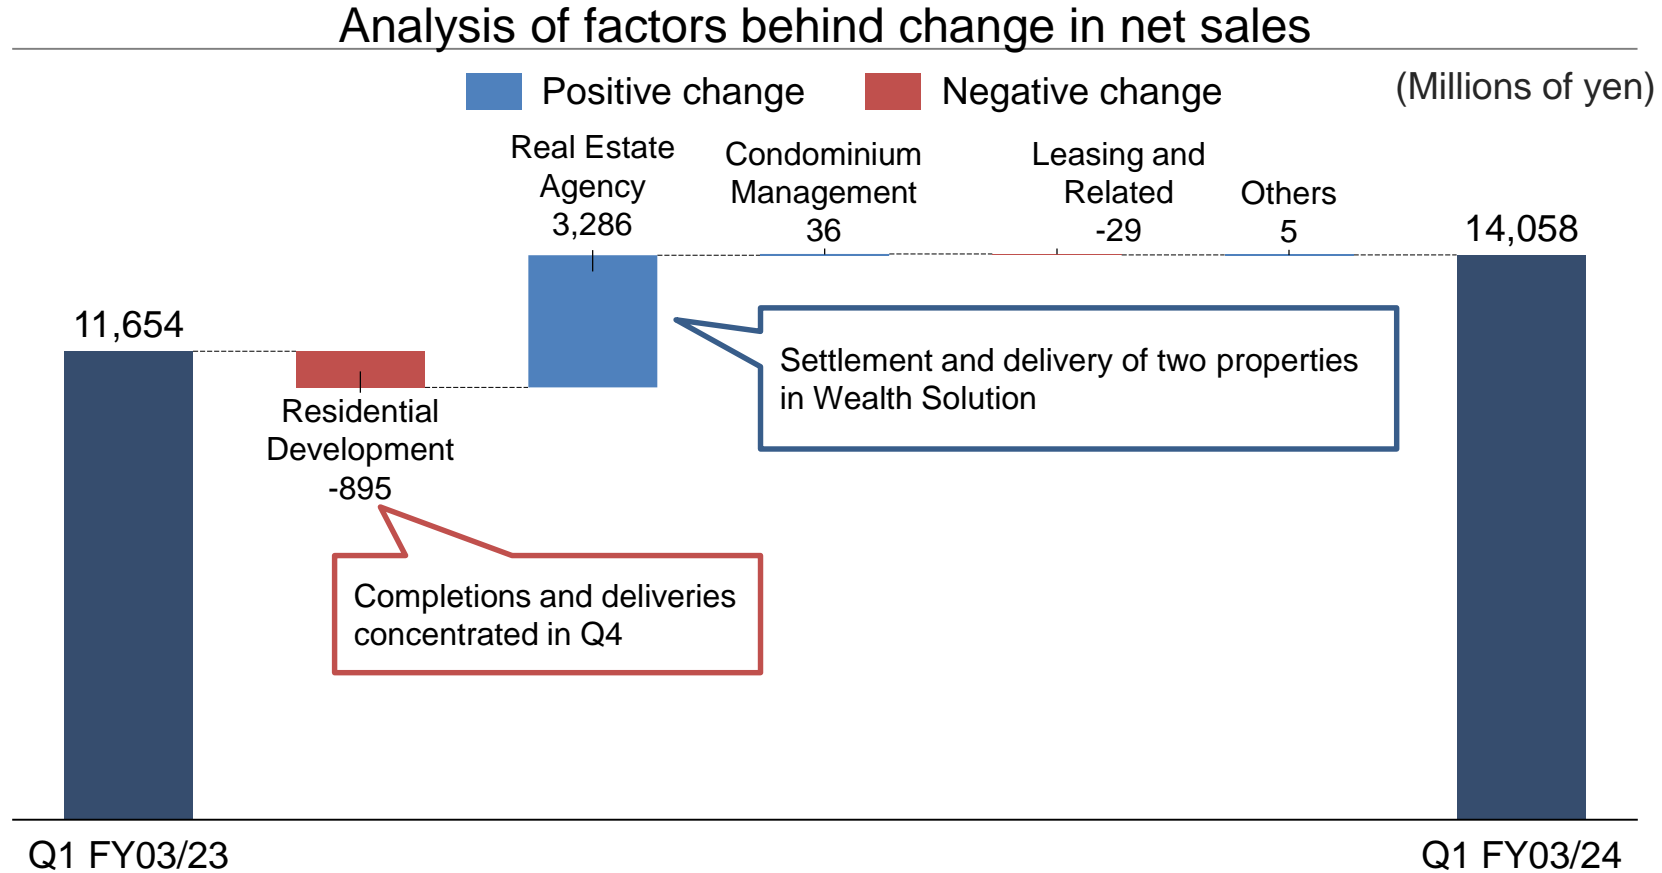 Analysis of factors behind change in net sales
Positive change
Negative change
(Millions of yen)
Real Estate
Agency
3,286
Condominium
Management
36
Leasing and
Related
-29
Others
5
14,058
11,654
Settlement and delivery of two properties
in Wealth Solution
Residential
Development
-895
Completions and deliveries
concentrated in Q4
Q1 FY03/23
Q1 FY03/24